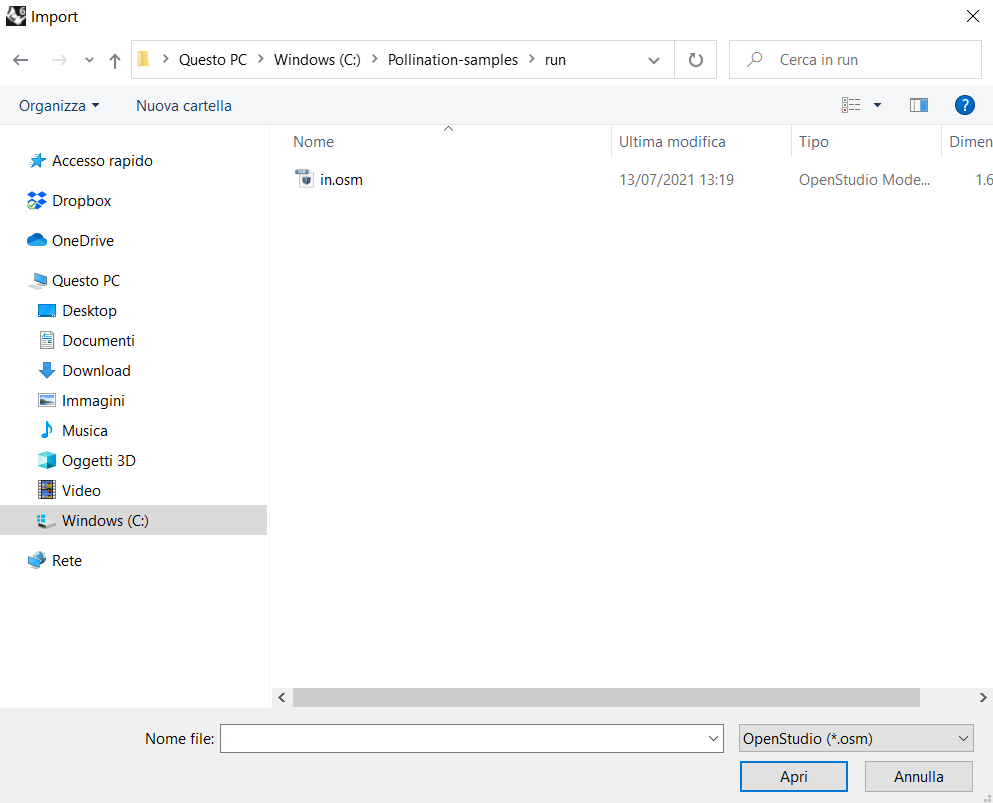 Import
Questo PC > Windows (C:) > Pollination-samples > run
Cerca in run
Organizza
Nuova cartella
?
Nome
Ultima modifica
Tipo
Dimen
in.osm
13/07/2021 13:19
OpenStudio Mode...
1.6
Accesso rapido
Dropbox
OneDrive
Questo PC
Desktop
Documenti
Download
Immagini
Musica
Oggetti 3D
Video
Windows (C:)
Rete
Nome file:
OpenStudio (*.osm)
Apri
Annulla